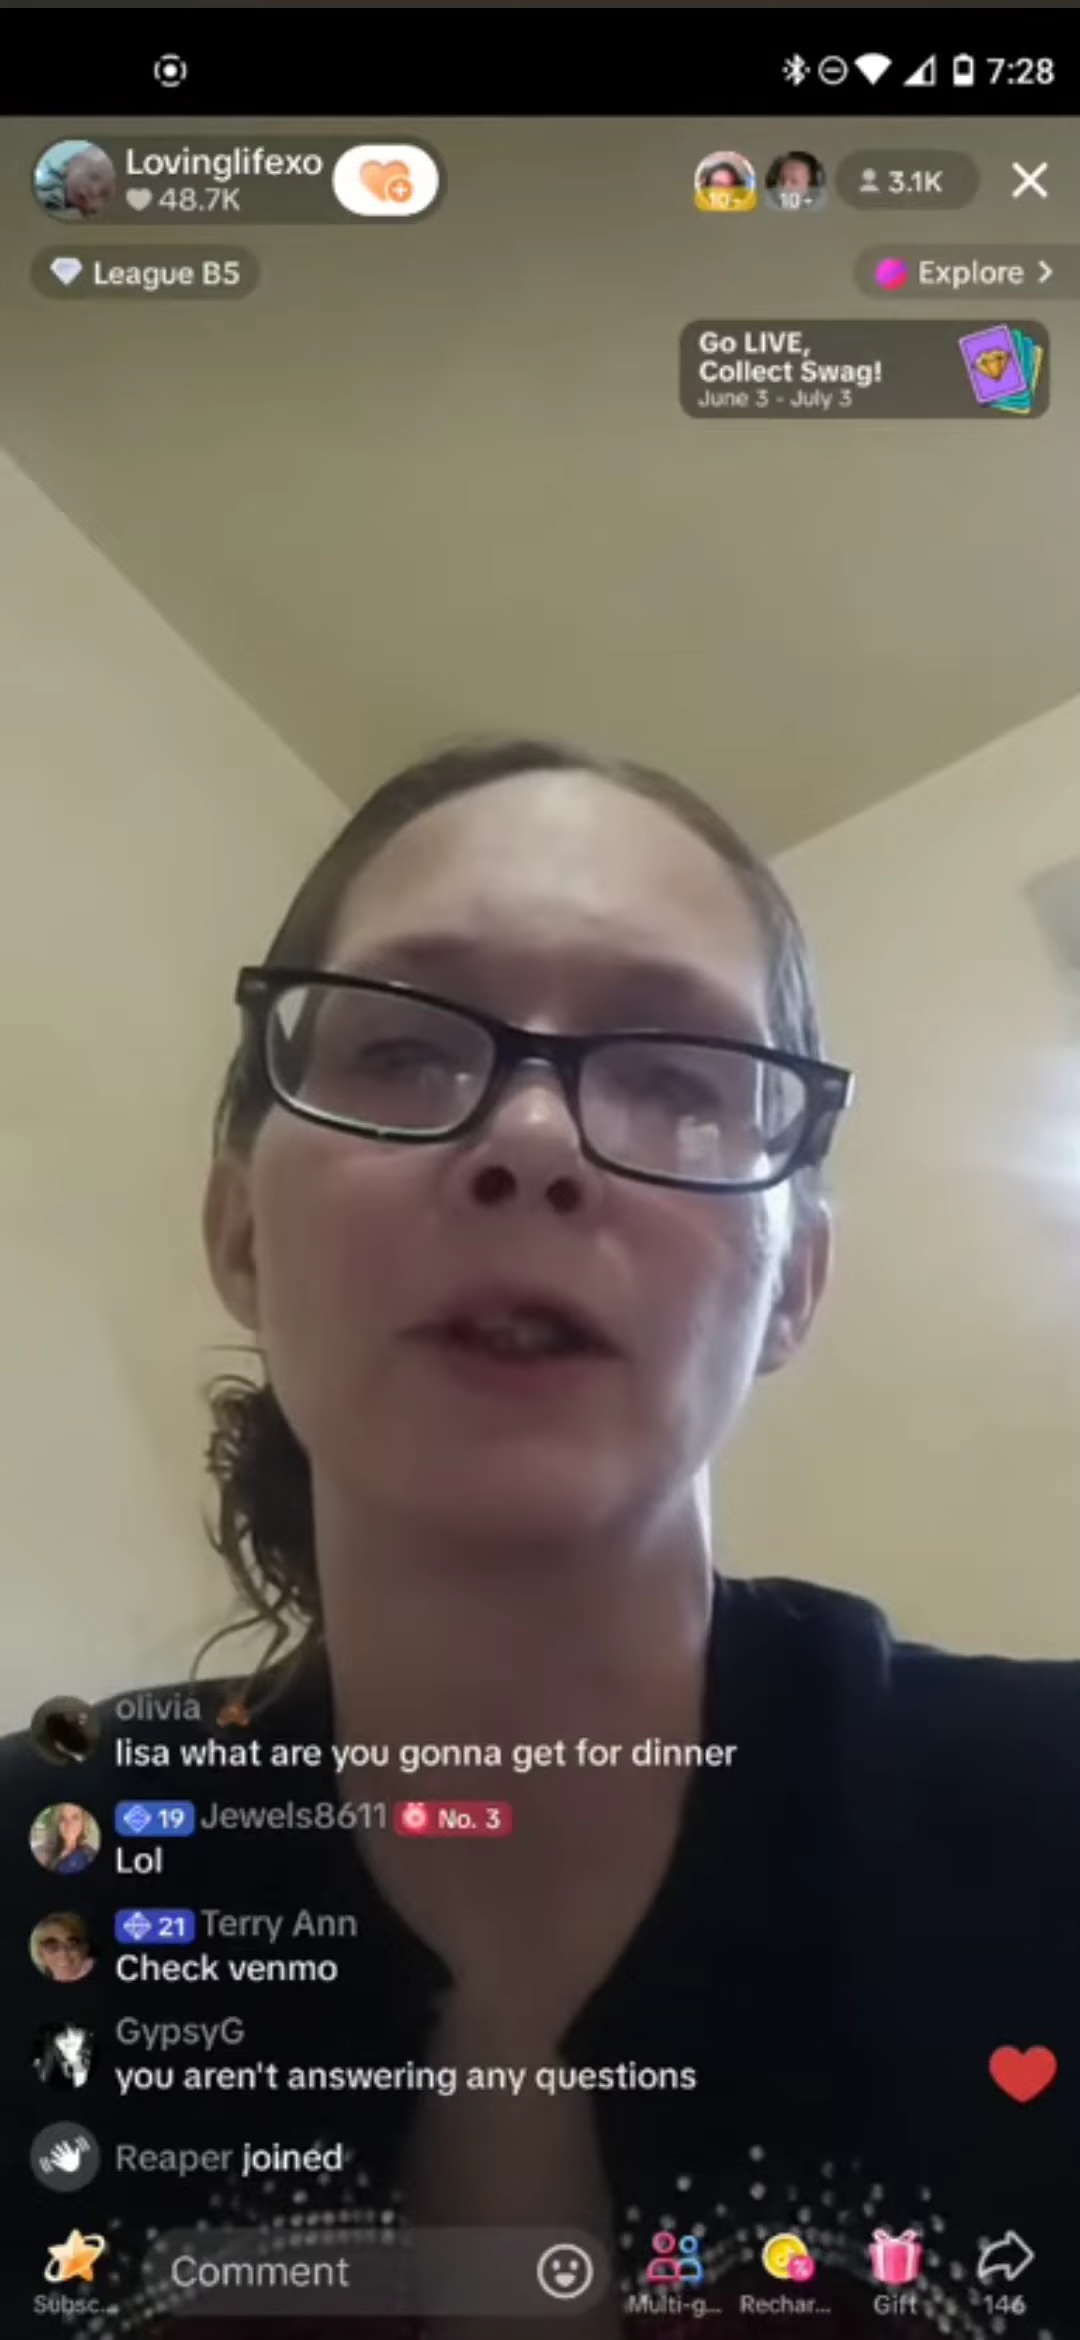 7:28
Lovinglifexo
48.7K
10+
10+
3.1K
League B5
Explore >
Go LIVE,
Collect Swag!
June 3 - July 3
olivia
lisa what are you gonna get for dinner
19 Jewels8611 No. 3
Lol
21 Terry Ann
Check venmo
GypsyG
you aren't answering any questions
Reaper joined
Subsc...
Comment
Multi-g...
Rechar...
Gift
146